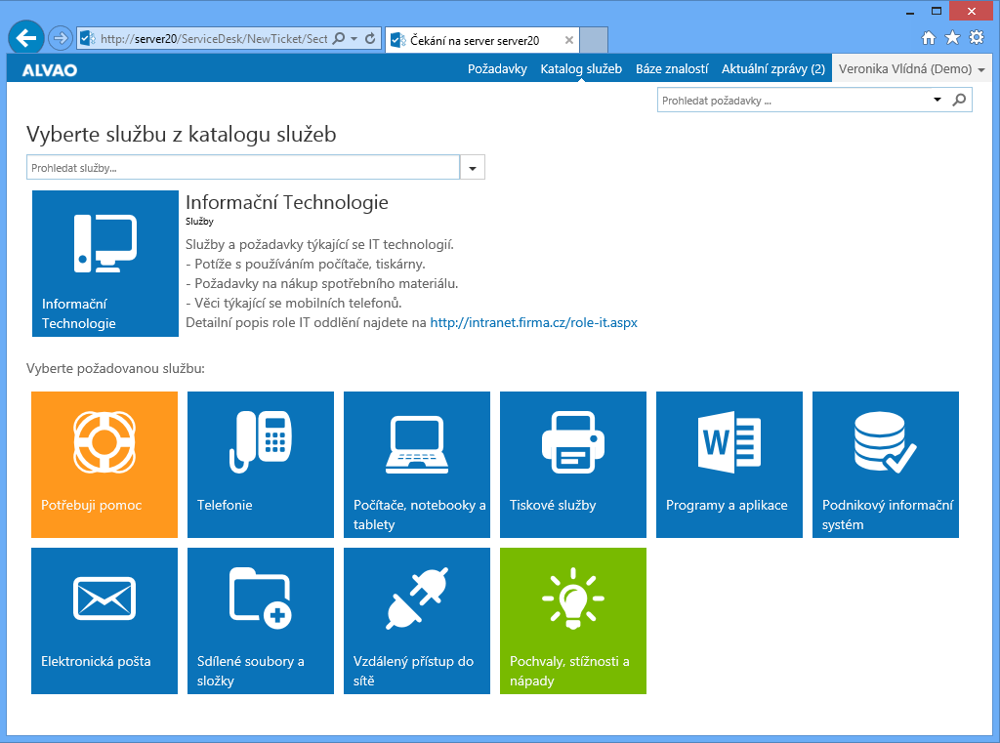 http://server20/ServiceDesk/NewTicket/Sect
Čekání na server server20
ALVAO
Požadavky Katalog služeb Báze znalostí Aktuální zprávy (2) Veronika Vlídná (Demo)
Prohledat požadavky ...
Vyberte službu z katalogu služeb
Prohledat služby...
Informační Technologie
Služby
Služby a požadavky týkající se IT technologií.
- Potíže s používáním počítače, tiskárny.
- Požadavky na nákup spotřebního materiálu.
- Věci týkající se mobilních telefonů.
Detailní popis role IT oddělní najdete na http://intranet.firma.cz/role-it.aspx
Informační
Technologie
Vyberte požadovanou službu:
Potřebuji pomoc
Telefonie
Počítače, notebooky a
tablety
Tiskové služby
W
Programy a aplikace
Podnikový informační
systém
Elektronická pošta
Sdílené soubory a
složky
Vzdálený přístup do
sítě
Pochvaly, stížnosti a
nápady